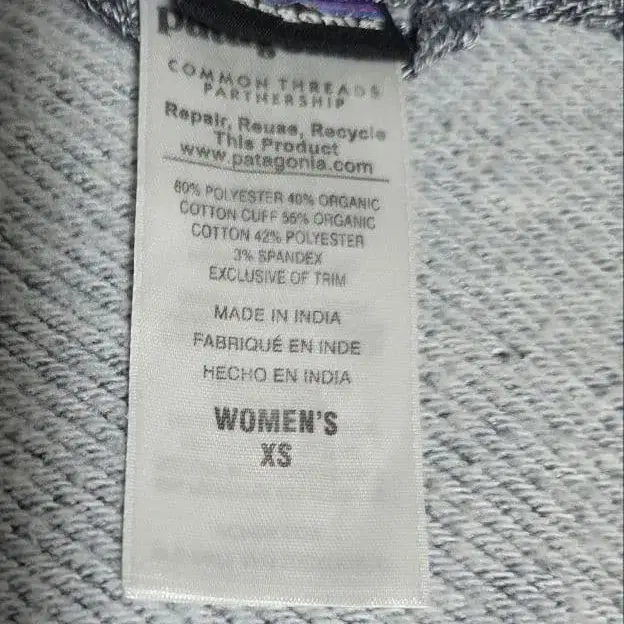 COMMON THREADS
PARTNERSHIP
Repair, Reuse, Recycle
This Product
www.patagonia.com
60% POLYESTER 40% ORGANIC
COTTON CUFF 56% ORGANIC
COTTON 42% POLYESTER
3% SPANDEX
EXCLUSIVE OF TRIM
MADE IN INDIA
FABRIQUÉ EN INDE
HECHO EN INDIA
WOMEN'S
XS